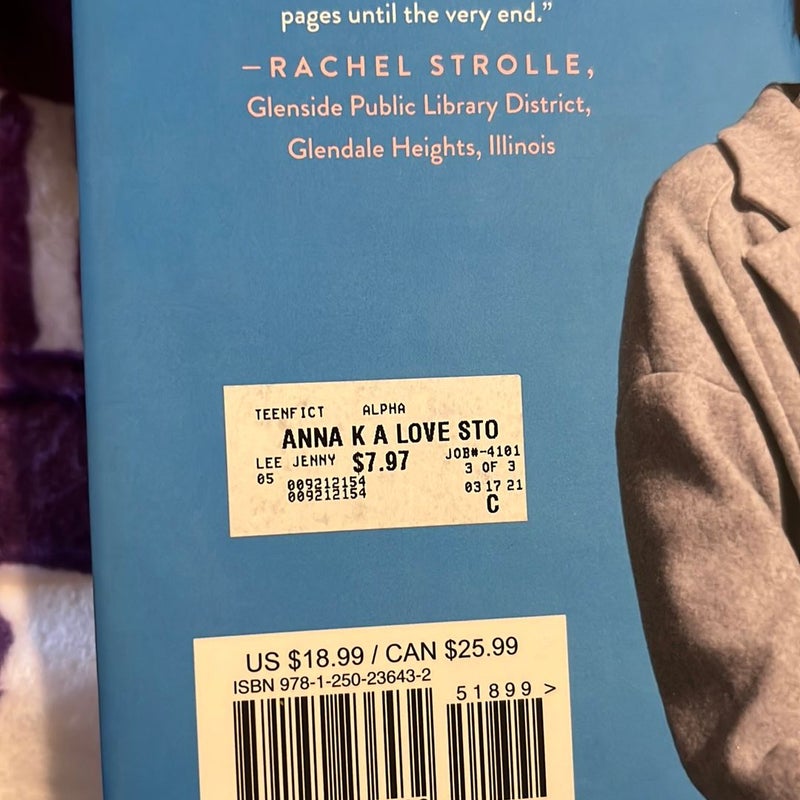 pages until the very end.”
—RACHEL STROLLE,
Glenside Public Library District,
Glendale Heights, Illinois
TEENFICT ALPHA
ANNA K A LOVE STO
LEE JENNY $7.97 JOB#-4101
05 009212154 3 OF 3
009212154 03 17 21
C
US $18.99 / CAN $25.99
ISBN 978-1-250-23643-2
51899 >